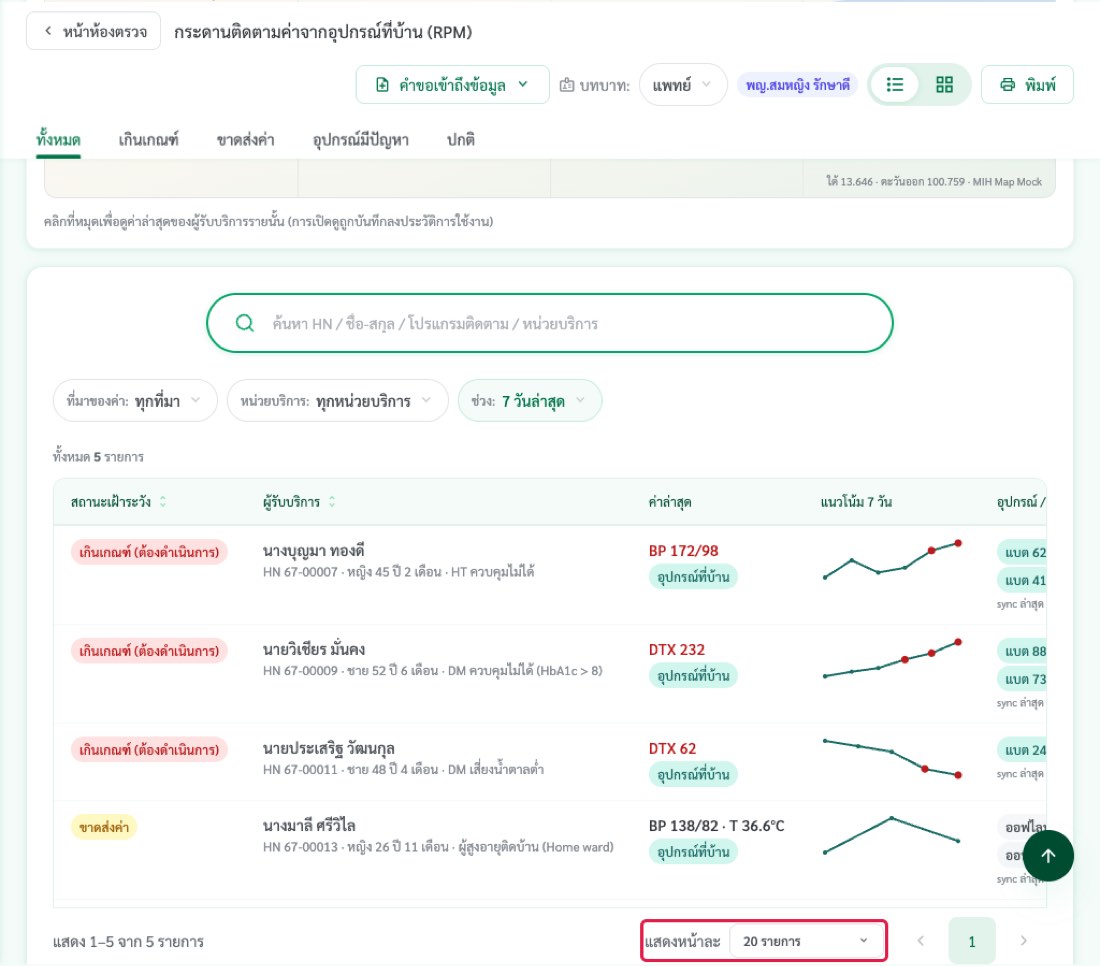 หน้าห้องตรวจ กระดานติดตามค่าจากอุปกรณ์ที่บ้าน (RPM)
คำขอเข้าถึงข้อมูล บทบาท: แพทย์ พญ.สมหญิง รักษาดี พิมพ์
ทั้งหมด เกินเกณฑ์ ขาดส่งค่า อุปกรณ์มีปัญหา ปกติ
ใต้ 13.646 · ตะวันออก 100.759 · MIH Map Mock
คลิกที่หมุดเพื่อดูค่าล่าสุดของผู้รับบริการรายนั้น (การเปิดดูถูกบันทึกลงประวัติการใช้งาน)
ค้นหา HN / ชื่อ-สกุล / โปรแกรมติดตาม / หน่วยบริการ
ที่มาของค่า: ทุกที่มา หน่วยบริการ: ทุกหน่วยบริการ ช่วง: 7 วันล่าสุด
ทั้งหมด 5 รายการ
สถานะเฝ้าระวัง ผู้รับบริการ ค่าล่าสุด แนวโน้ม 7 วัน อุปกรณ์ /
เกินเกณฑ์ (ต้องดำเนินการ) นางบุญมา ทองดี BP 172/98 แบต 62
HN 67-00007 · หญิง 45 ปี 2 เดือน · HT ควบคุมไม่ได้ อุปกรณ์ที่บ้าน แบต 41
sync ล่าสุด
เกินเกณฑ์ (ต้องดำเนินการ) นายวิเชียร มั่นคง DTX 232 แบต 88
HN 67-00009 · ชาย 52 ปี 6 เดือน · DM ควบคุมไม่ได้ (HbA1c > 8) อุปกรณ์ที่บ้าน แบต 73
sync ล่าสุด
เกินเกณฑ์ (ต้องดำเนินการ) นายประเสริฐ วัฒนกุล DTX 62 แบต 24
HN 67-00011 · ชาย 48 ปี 4 เดือน · DM เสี่ยงน้ำตาลต่ำ อุปกรณ์ที่บ้าน sync ล่าสุด
ขาดส่งค่า นางมาลี ศรีวิไล BP 138/82 · T 36.6°C
HN 67-00013 · หญิง 26 ปี 11 เดือน · ผู้สูงอายุติดบ้าน (Home ward) อุปกรณ์ที่บ้าน
sync
แสดง 1–5 จาก 5 รายการ แสดงหน้าละ 20 รายการ 1